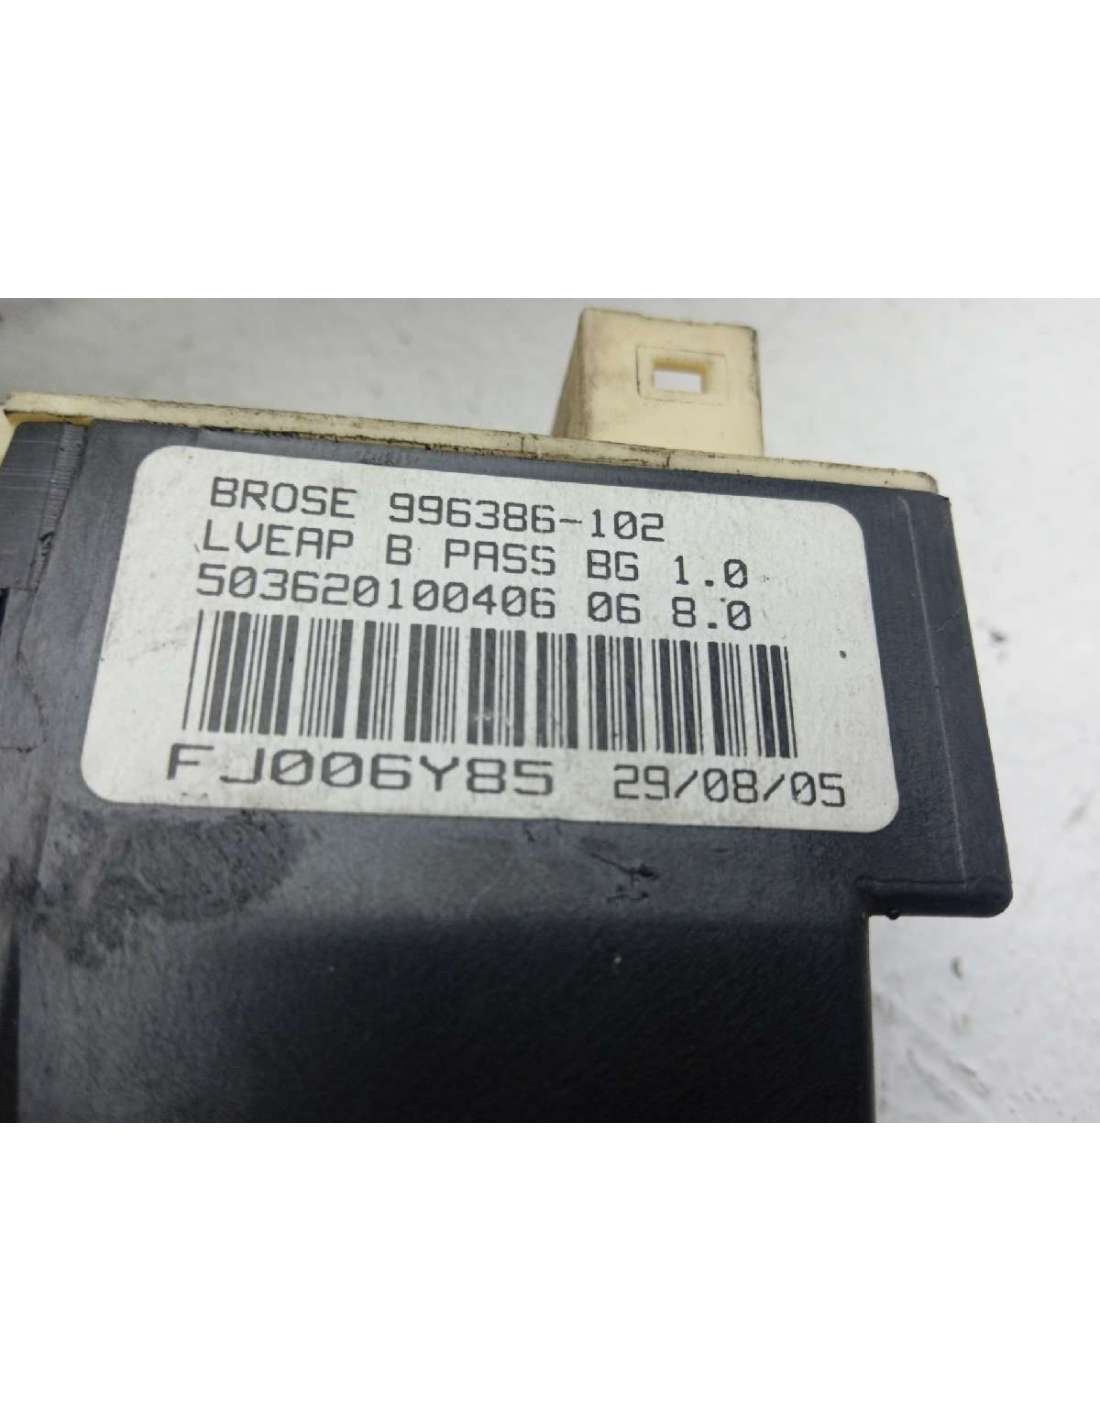 BROSE 996386-102
LVEAP B PASS BG 1.0
503620100406 06 8.0
FJ006Y85 29/08/05